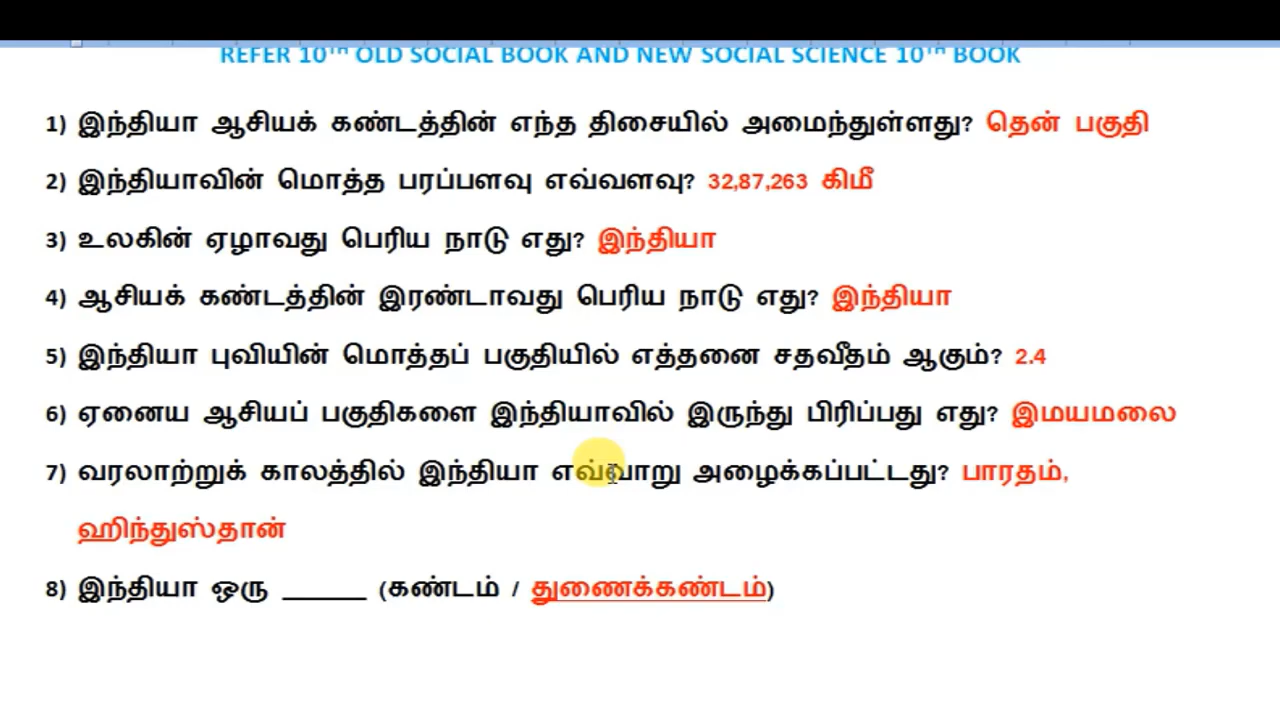 REFER 10TH OLD SOCIAL BOOK AND NEW SOCIAL SCIENCE 10TH BOOK
1) இந்தியா ஆசியக் கண்டத்தின் எந்த திசையில் அமைந்துள்ளது? தென் பகுதி
2) இந்தியாவின் மொத்த பரப்பளவு எவ்வளவு? 32,87,263 கிமீ
3) உலகின் ஏழாவது பெரிய நாடு எது? இந்தியா
4) ஆசியக் கண்டத்தின் இரண்டாவது பெரிய நாடு எது? இந்தியா
5) இந்தியா புவியின் மொத்தப் பகுதியில் எத்தனை சதவீதம் ஆகும்? 2.4
6) ஏனைய ஆசியப் பகுதிகளை இந்தியாவில் இருந்து பிரிப்பது எது? இமயமலை
7) வரலாற்றுக் காலத்தில் இந்தியா எவ்வாறு அழைக்கப்பட்டது? பாரதம்,
ஹிந்துஸ்தான்
8) இந்தியா ஒரு ______ (கண்டம் / துணைக்கண்டம்)